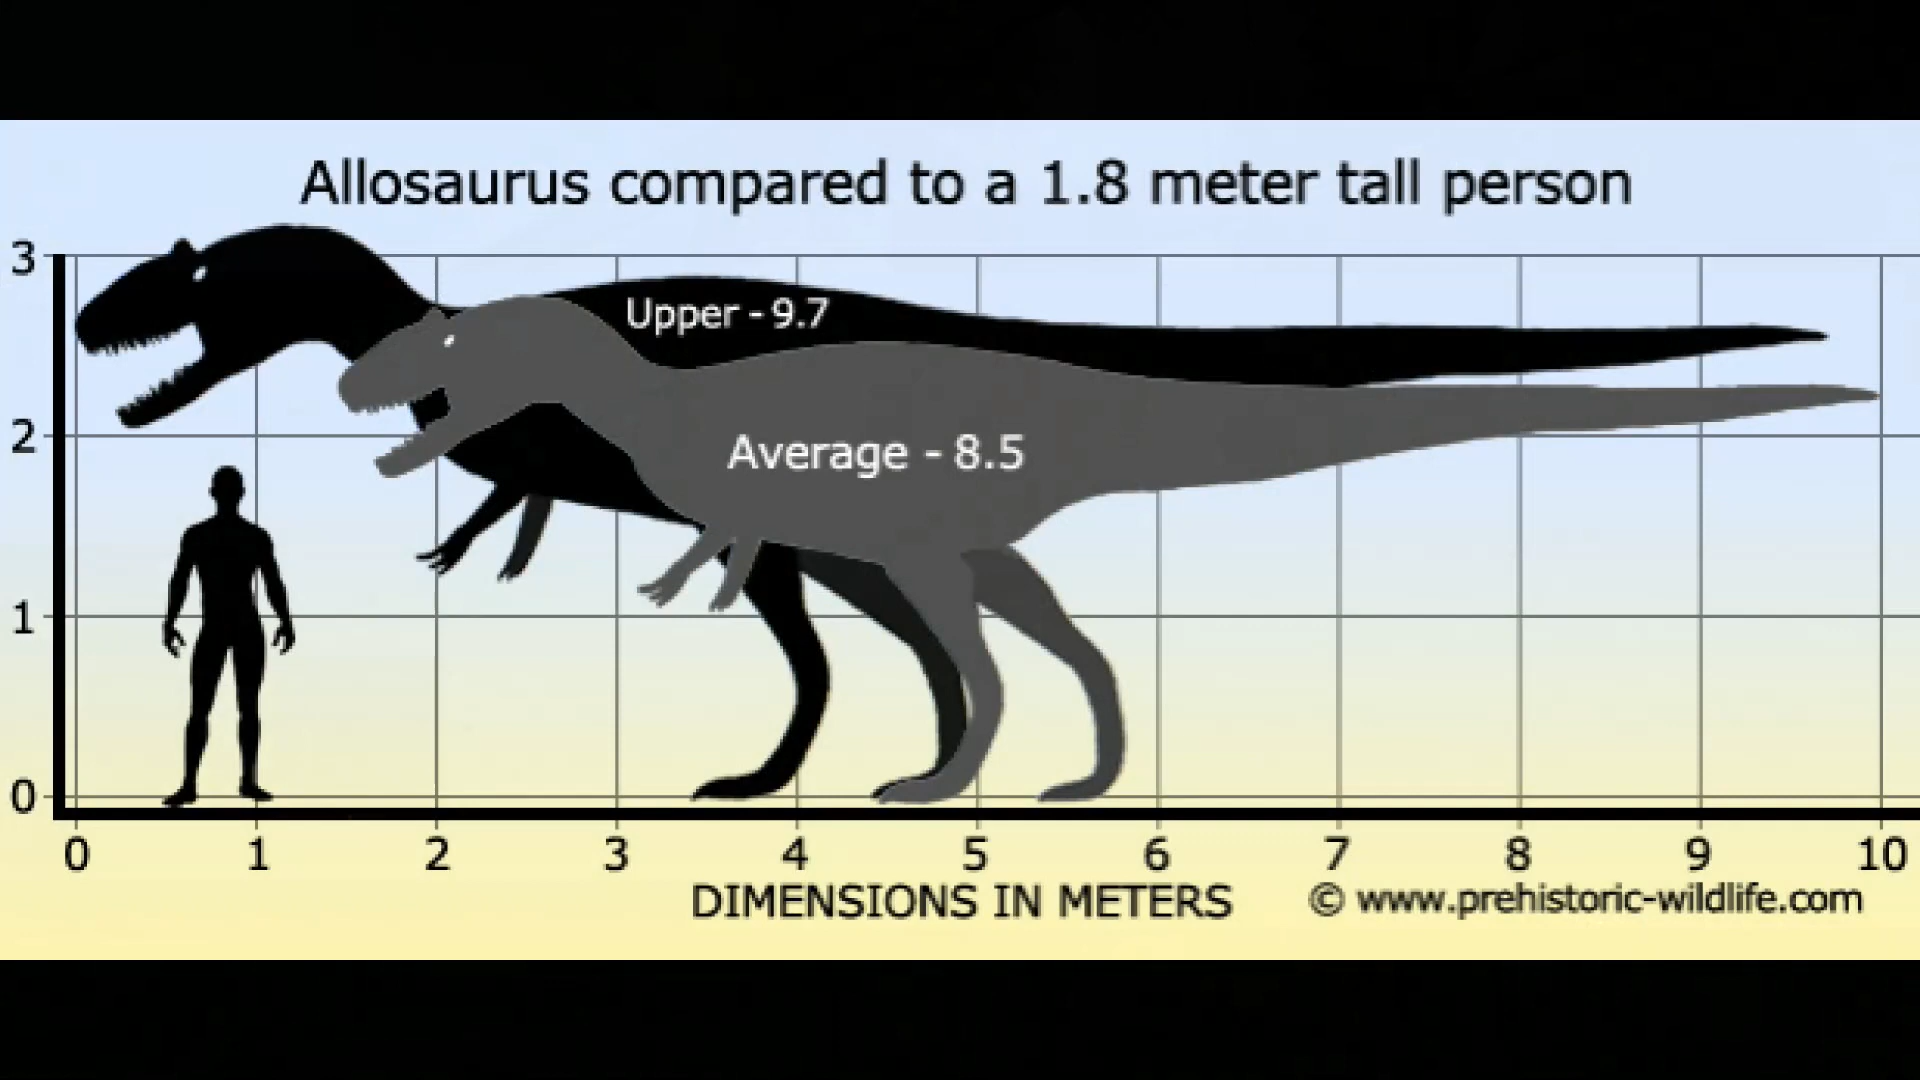 Allosaurus compared to a 1.8 meter tall person
3
Upper - 9.7
2
Average - 8.5
1
0
0 1 2 3 4 5 6 7 8 9 10
DIMENSIONS IN METERS © www.prehistoric-wildlife.com